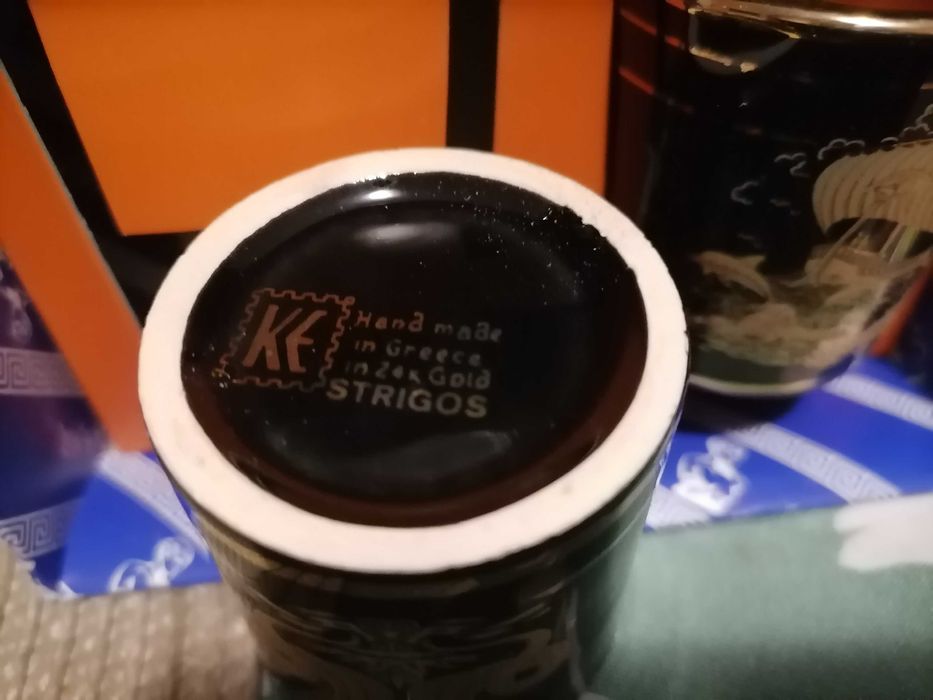 KE
Hand made
in Greece
in 24k Gold
STRIGOS